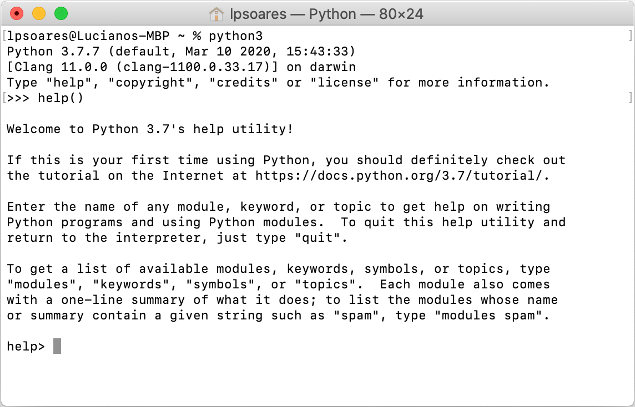 lpsoares — Python — 80×24
[lpsoares@Lucianos-MBP ~ % python3 ]
Python 3.7.7 (default, Mar 10 2020, 15:43:33)
[Clang 11.0.0 (clang-1100.0.33.17)] on darwin
Type "help", "copyright", "credits" or "license" for more information.
[>>> help() ]
Welcome to Python 3.7's help utility!
If this is your first time using Python, you should definitely check out
the tutorial on the Internet at https://docs.python.org/3.7/tutorial/.
Enter the name of any module, keyword, or topic to get help on writing
Python programs and using Python modules.  To quit this help utility and
return to the interpreter, just type "quit".
To get a list of available modules, keywords, symbols, or topics, type
"modules", "keywords", "symbols", or "topics".  Each module also comes
with a one-line summary of what it does; to list the modules whose name
or summary contain a given string such as "spam", type "modules spam".
help>